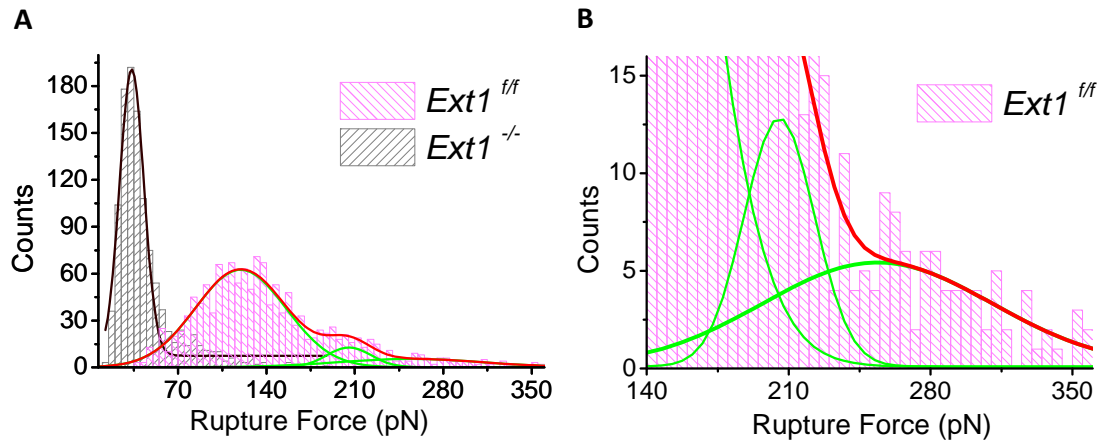 A
Ext1 f/f
Ext1 -/-
Counts
180
150
120
90
60
30
0
70 140 210 280 350
Rupture Force (pN)
B
Ext1 f/f
Counts
15
10
5
0
140 210 280 350
Rupture Force (pN)